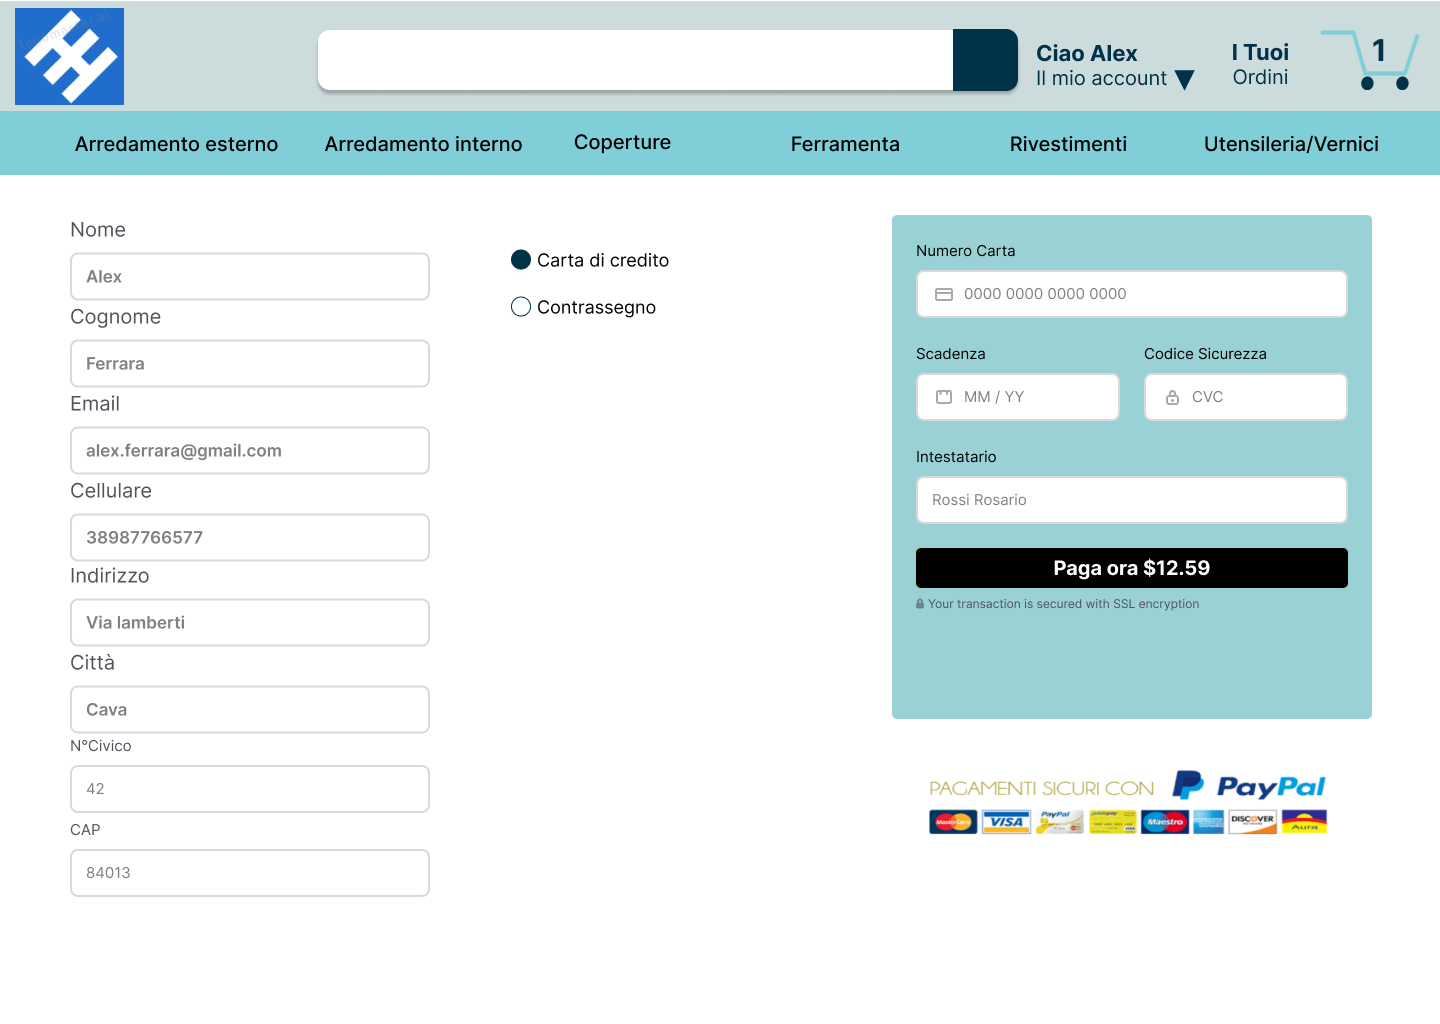 Ciao Alex
Il mio account
I Tuoi
Ordini
1
Arredamento esterno
Arredamento interno
Coperture
Ferramenta
Rivestimenti
Utensileria/Vernici
Nome
Alex
Cognome
Ferrara
Email
alex.ferrara@gmail.com
Cellulare
38987766577
Indirizzo
Via lamberti
Città
Cava
N°Civico
42
CAP
84013
Carta di credito
Contrassegno
Numero Carta
0000 0000 0000 0000
Scadenza
Codice Sicurezza
MM / YY
CVC
Intestatario
Rossi Rosario
Paga ora $12.59
Your transaction is secured with SSL encryption
PAGAMENTI SICURI CON
PayPal
MasterCard
VISA
PayPal
postepay
VISA
Maestro
DISCOVER
Aura